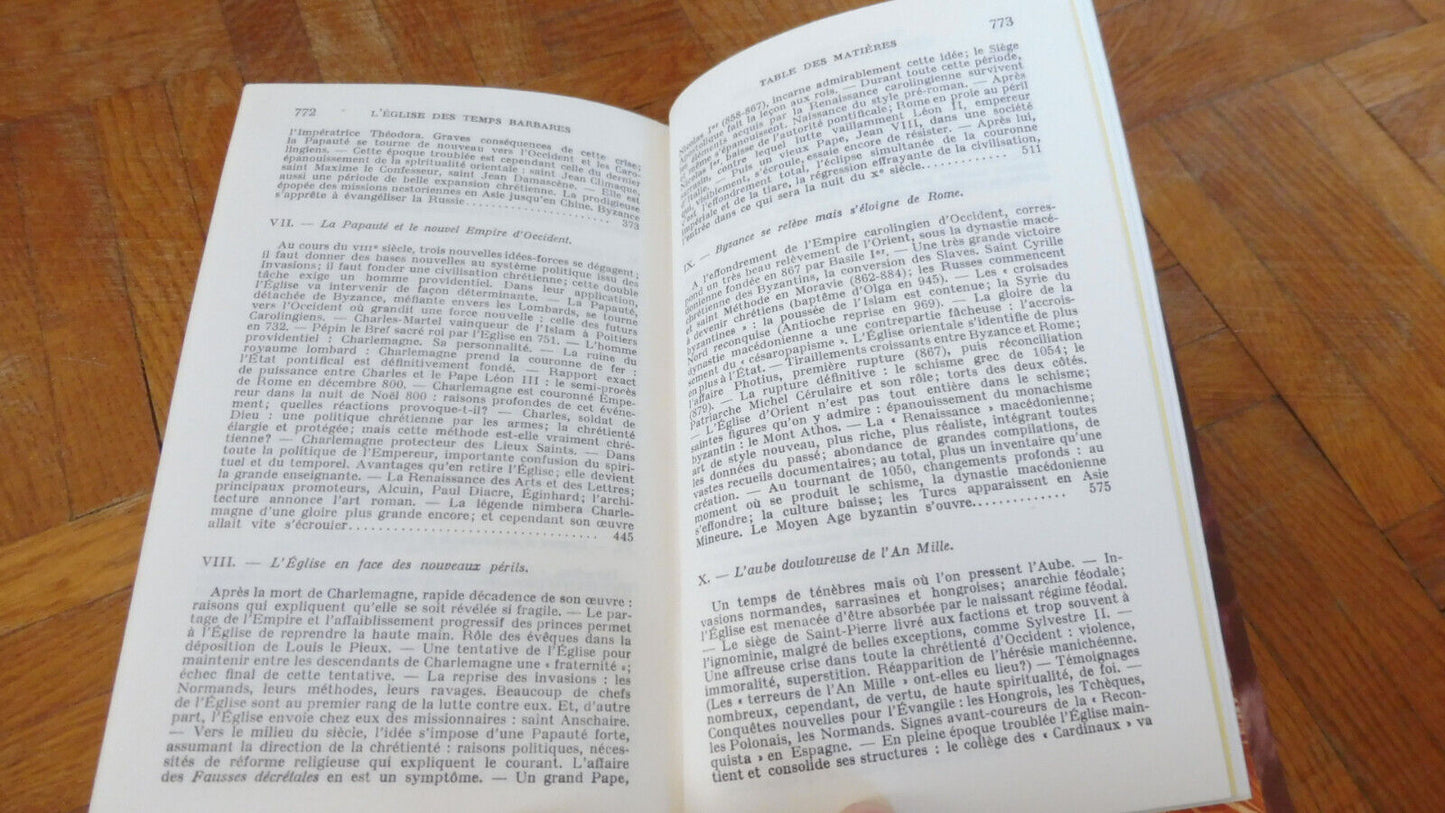 772 L'ÉGLISE DES TEMPS BARBARES
l'Impératrice Théodora. Graves conséquences de cette crise;
la Papauté se tourne de nouveau vers l'Occident et les Caro-
lingiens. — Cette époque troublée est cependant celle du dernier
épanouissement de la spiritualité orientale : saint Jean Climaque,
saint Maxime le Confesseur, saint Jean Damascène. — Elle est
aussi une période de belle expansion chrétienne. La prodigieuse
épopée des missions nestoriennes en Asie jusqu'en Chine. Byzance
s'apprête à évangéliser la Russie 373
VII. — La Papauté et le nouvel Empire d'Occident.
Au cours du VIIIe siècle, trois nouvelles idées-forces se dégagent;
il faut donner des bases nouvelles au système politique issu des
Invasions; il faut fonder une civilisation chrétienne; cette double
tâche exige un homme providentiel. Dans leur application,
l'Église va intervenir de façon déterminante. — La Papauté,
détachée de Byzance, méfiante envers les Lombards, se tourne
vers l'Occident où grandit une force nouvelle : celle des futurs
Carolingiens. — Charles-Martel vainqueur de l'Islam à Poitiers
en 732. — Pépin le Bref sacré roi par l'Eglise en 751. — L'homme
providentiel : Charlemagne. Sa personnalité. — La ruine du
royaume lombard : Charlemagne prend la couronne de fer :
l'État pontifical est définitivement fondé. — Rapport exact
de puissance entre Charles et le Pape Léon III : le semi-procès
de Rome en décembre 800. — Charlemagne est couronné Empe-
reur dans la nuit de Noël 800 : raisons profondes de cet événe-
ment; quelles réactions provoque-t-il? — Charles, soldat de
Dieu : une politique chrétienne par les armes; la chrétienté
élargie et protégée; mais cette méthode est-elle vraiment chré-
tienne? — Charlemagne protecteur des Lieux Saints. — Dans
toute la politique de l'Empereur, importante confusion du spiri-
tuel et du temporel. Avantages qu'en retire l'Église; elle devient
la grande enseignante. — La Renaissance des Arts et des Lettres;
principaux promoteurs, Alcuin, Paul Diacre, Éginhard; l'archi-
tecture annonce l'art roman. — La légende nimbera Charle-
magne d'une gloire plus grande encore; et cependant son œuvre
allait vite s'écrouler 445
VIII. — L'Église en face des nouveaux périls.
Après la mort de Charlemagne, rapide décadence de son œuvre :
raisons qui expliquent qu'elle se soit révélée si fragile. — Le par-
tage de l'Empire et l'affaiblissement progressif des princes permet
à l'Église de reprendre la haute main. Rôle des évêques dans la
déposition de Louis le Pieux. — Une tentative de l'Église pour
maintenir entre les descendants de Charlemagne une « fraternité »;
échec final de cette tentative. — La reprise des invasions : les
Normands, leurs méthodes, leurs ravages. Beaucoup de chefs
de l'Église sont au premier rang de la lutte contre eux. Et, d'autre
part, l'Église envoie chez eux des missionnaires : saint Anschaire.
— Vers le milieu du siècle, l'idée s'impose d'une Papauté forte,
assumant la direction de la chrétienté : raisons politiques, néces-
sités de réforme religieuse qui expliquent le courant. L'affaire
des Fausses décrétales en est un symptôme. — Un grand Pape,
TABLE DES MATIÈRES 773
Nicolas Ier (858-867), incarne admirablement cette idée; le Siège
Apostolique fait la leçon aux rois. — Durant toute cette période,
les éléments acquis par la Renaissance carolingienne survivent
et même s'épanouissent. Naissance du style pré-roman. — Après
Nicolas Ier, baisse de l'autorité pontificale; Rome en proie au péril
sarrasin, contre lequel lutte vaillamment Léon II, empereur
d'Italie. — Puis un vieux Pape, Jean VIII, dans une société
qui, visiblement, s'écroule, essaie encore de résister. — Après lui,
c'est l'effondrement total, l'éclipse simultanée de la couronne
impériale et de la tiare, la régression effrayante de la civilisation,
l'entrée dans ce qui sera la nuit du Xe siècle 511
IX. — Byzance se relève mais s'éloigne de Rome.
A l'effondrement de l'Empire carolingien d'Occident, corres-
pond un très beau relèvement de l'Orient, sous la dynastie macé-
donienne fondée en 867 par Basile Ier. — Une très grande victoire
chrétienne des Byzantins, la conversion des Slaves. Saint Cyrille
et saint Méthode en Moravie (862-884); les Russes commencent
à devenir chrétiens (baptême d'Olga en 945). — Les « croisades
byzantines » : la poussée de l'Islam est contenue; la Syrie du
Nord reconquise (Antioche reprise en 969). — La gloire de la
dynastie macédonienne a une contrepartie fâcheuse : l'accrois-
sement du « césaropapisme ». L'Église orientale s'identifie de plus
en plus à l'État. — Tiraillements croissants entre Byzance et Rome;
l'affaire Photius, première rupture (867), puis réconciliation
(879). — La rupture définitive : le schisme grec de 1054; le
Patriarche Michel Cérulaire et son rôle; torts des deux côtés.
— L'Église d'Orient n'est pas tout entière dans le schisme;
saintes figures qu'on y admire : épanouissement du monachisme
byzantin : le Mont Athos. — La « Renaissance » macédonienne;
art de style nouveau, plus riche, plus réaliste, intégrant toutes
les données du passé; abondance de grandes compilations, de
vastes recueils documentaires; au total, plus un inventaire qu'une
création. — Au tournant de 1050, changements profonds : au
moment où se produit le schisme, la dynastie macédonienne
s'effondre; la culture baisse; les Turcs apparaissent en Asie
Mineure. Le Moyen Age byzantin s'ouvre 575
X. — L'aube douloureuse de l'An Mille.
Un temps de ténèbres mais où l'on pressent l'Aube. — In-
vasions normandes, sarrasines et hongroises; anarchie féodale;
l'Église est menacée d'être absorbée par le naissant régime féodal.
— Le siège de Saint-Pierre livré aux factions et trop souvent à
l'ignominie, malgré de belles exceptions, comme Sylvestre II. —
Une affreuse crise dans toute la chrétienté d'Occident : violence,
immoralité, superstition. Réapparition de l'hérésie manichéenne.
(Les « terreurs de l'An Mille » ont-elles eu lieu?) — Témoignages
nombreux, cependant, de vertu, de haute spiritualité, de foi. —
Conquêtes nouvelles pour l'Évangile : les Hongrois, les Tchèques,
les Polonais, les Normands. Signes avant-coureurs de la « Recon-
quista » en Espagne. — En pleine époque troublée l'Église main-
tient et consolide ses structures : le collège des « Cardinaux » va